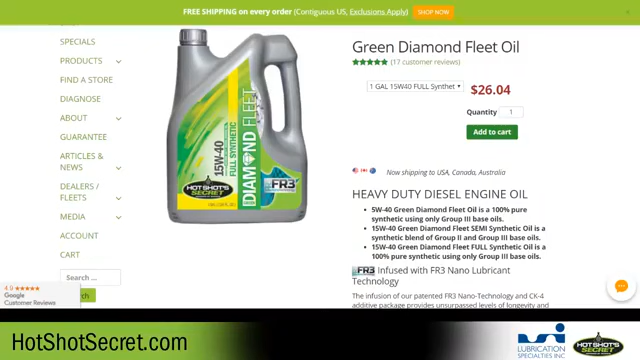 FREE SHIPPING on every order (Contiguous US, Exclusions Apply) SHOP NOW
SPECIALS
PRODUCTS
FIND A STORE
DIAGNOSE
ABOUT
GUARANTEE
ARTICLES &
NEWS
DEALERS /
FLEETS
MEDIA
ACCOUNT
CART
Search ...
4.9
Google
Customer Reviews
15W-40
FULL SYNTHETIC
DIAMOND FLEET
HOT SHOT'S
SECRET
FR3
Green Diamond Fleet Oil
(17 customer reviews)
1 GAL 15W40 FULL Synthet
$26.04
Quantity 1
Add to cart
Now shipping to USA, Canada, Australia
HEAVY DUTY DIESEL ENGINE OIL
• 5W-40 Green Diamond Fleet Oil is a 100% pure
synthetic using only Group III base oils.
• 15W-40 Green Diamond Fleet SEMI Synthetic Oil is a
synthetic blend of Group II and Group III base oils.
• 15W-40 Green Diamond Fleet FULL Synthetic Oil is a
100% pure synthetic using only Group III base oils.
FR3 Infused with FR3 Nano Lubricant
Technology
The infusion of our patented FR3 Nano-Technology and CK-4
additive package provides unsurpassed levels of longevity and
HotShotSecret.com
LUBRICATION
SPECIALTIES INC
HOT SHOT'S
SECRET